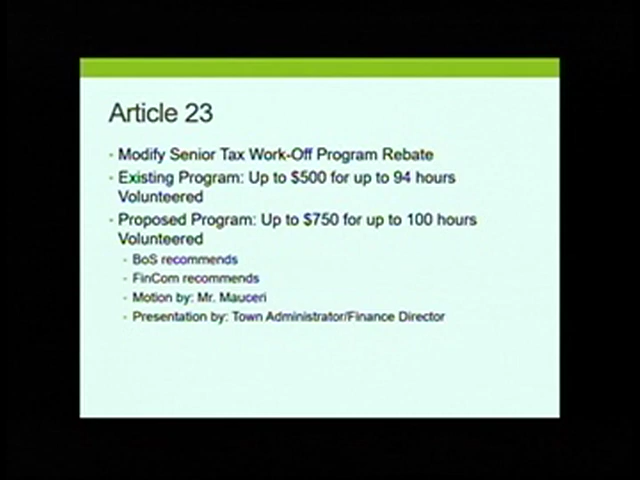 Article 23
Modify Senior Tax Work-Off Program Rebate
Existing Program: Up to $500 for up to 94 hours
Volunteered
Proposed Program: Up to $750 for up to 100 hours
Volunteered
BoS recommends
FinCom recommends
Motion by: Mr. Mauceri
Presentation by: Town Administrator/Finance Director